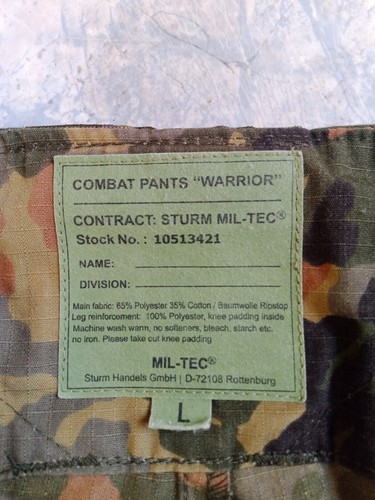 COMBAT PANTS "WARRIOR"
CONTRACT: STURM MIL-TEC®
Stock No. : 10513421
NAME:
DIVISION:
Main fabric: 65% Polyester 35% Cotton / Baumwolle Ripstop
Leg reinforcement: 100% Polyester, knee padding inside
Machine wash warm, no softeners, bleach, starch etc.
no iron. Please take cut knee padding
MIL-TEC®
Sturm Handels GmbH | D-72108 Rottenburg
L